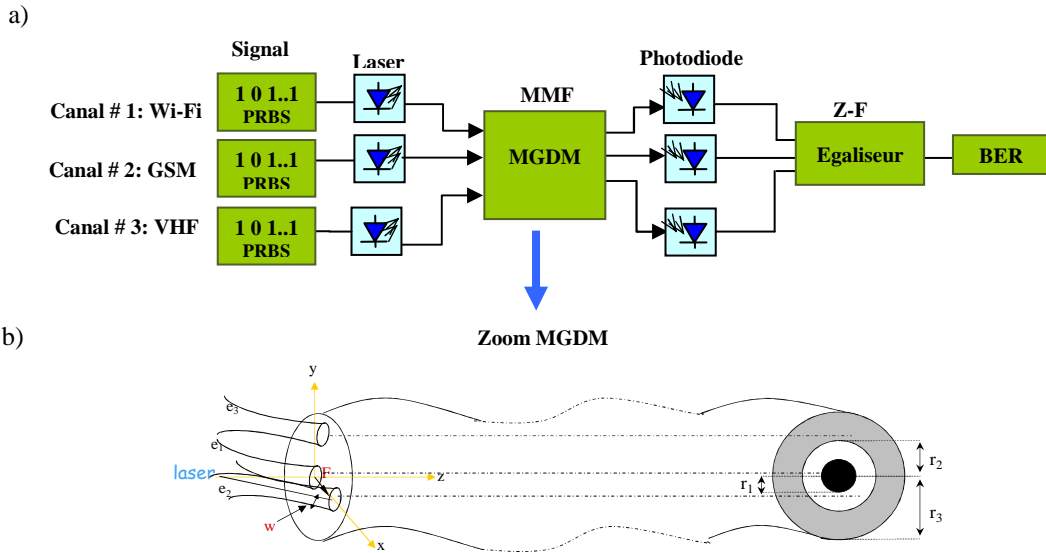 a)
Signal
Laser
Photodiode
MMF
Z-F
Canal # 1: Wi-Fi
1 0 1..1
PRBS
Canal # 2: GSM
1 0 1..1
PRBS
MGDM
Egaliseur
BER
Canal # 3: VHF
1 0 1..1
PRBS
Zoom MGDM
b)
y
e3
e1
laser
F
z
e2
w
x
r1
r2
r3